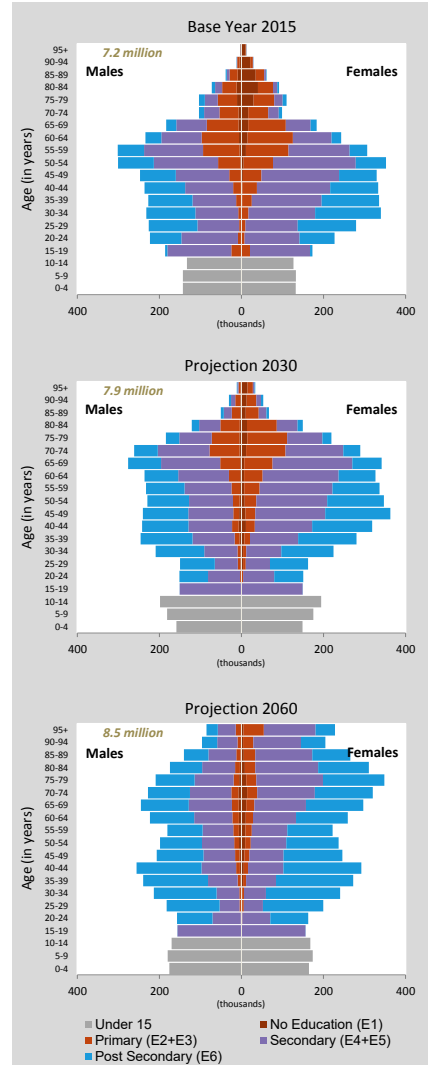 Base Year 2015
7.2 million
Males
Females
Age (in years)
95+
90-94
85-89
80-84
75-79
70-74
65-69
60-64
55-59
50-54
45-49
40-44
35-39
30-34
25-29
20-24
15-19
10-14
5-9
0-4
400 200 0 200 400
(thousands)
Projection 2030
7.9 million
Males
Females
Age (in years)
95+
90-94
85-89
80-84
75-79
70-74
65-69
60-64
55-59
50-54
45-49
40-44
35-39
30-34
25-29
20-24
15-19
10-14
5-9
0-4
400 200 0 200 400
(thousands)
Projection 2060
8.5 million
Males
Females
Age (in years)
95+
90-94
85-89
80-84
75-79
70-74
65-69
60-64
55-59
50-54
45-49
40-44
35-39
30-34
25-29
20-24
15-19
10-14
5-9
0-4
400 200 0 200 400
(thousands)
Under 15 No Education (E1)
Primary (E2+E3) Secondary (E4+E5)
Post Secondary (E6)